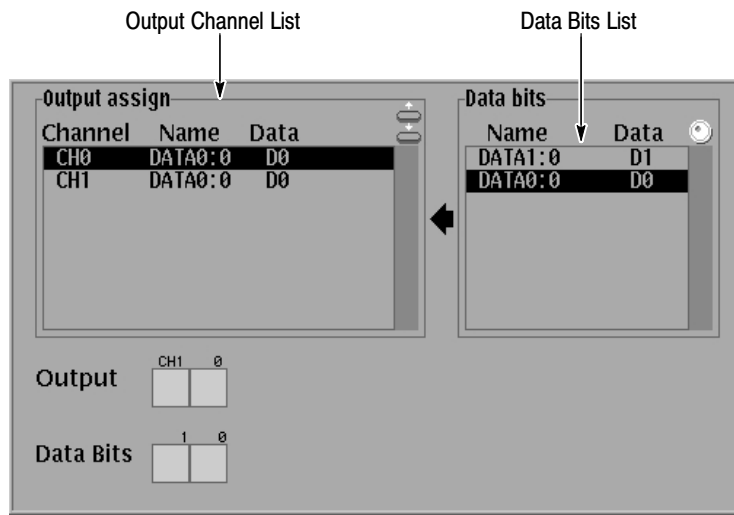 Output Channel List Data Bits List
Output assign Data bits
Channel Name Data Name Data
CH0 DATA0:0 D0 DATA1:0 D1
CH1 DATA0:0 D0 DATA0:0 D0
CH1 0
Output
1 0
Data Bits